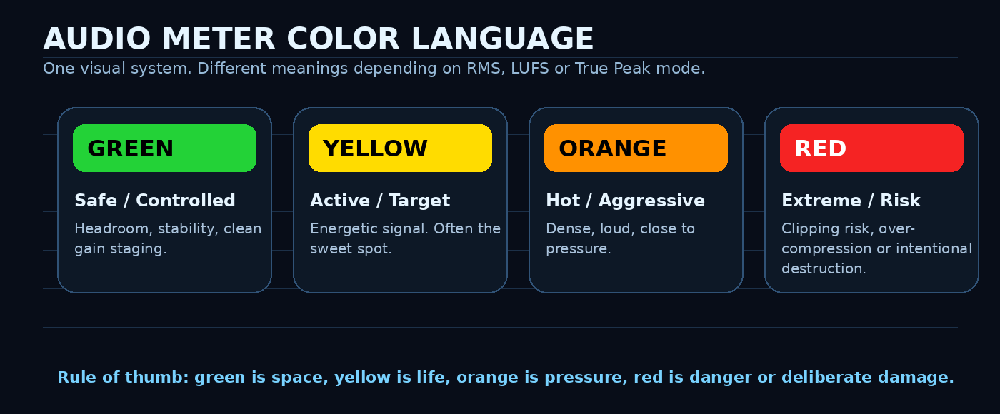 AUDIO METER COLOR LANGUAGE
One visual system. Different meanings depending on RMS, LUFS or True Peak mode.
GREEN
Safe / Controlled
Headroom, stability, clean
gain staging.
YELLOW
Active / Target
Energetic signal. Often the
sweet spot.
ORANGE
Hot / Aggressive
Dense, loud, close to
pressure.
RED
Extreme / Risk
Clipping risk, over-
compression or intentional
destruction.
Rule of thumb: green is space, yellow is life, orange is pressure, red is danger or deliberate damage.